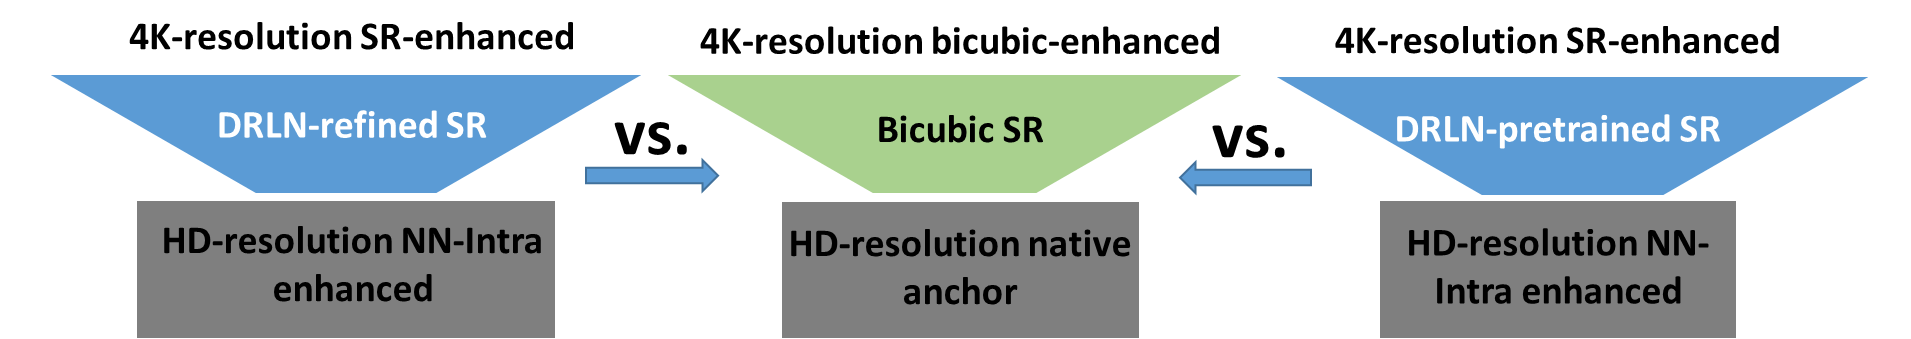 4K-resolution SR-enhanced
DRLN-refined SR
HD-resolution NN-Intra
enhanced
vs.
4K-resolution bicubic-enhanced
Bicubic SR
HD-resolution native
anchor
vs.
4K-resolution SR-enhanced
DRLN-pretrained SR
HD-resolution NN-
Intra enhanced